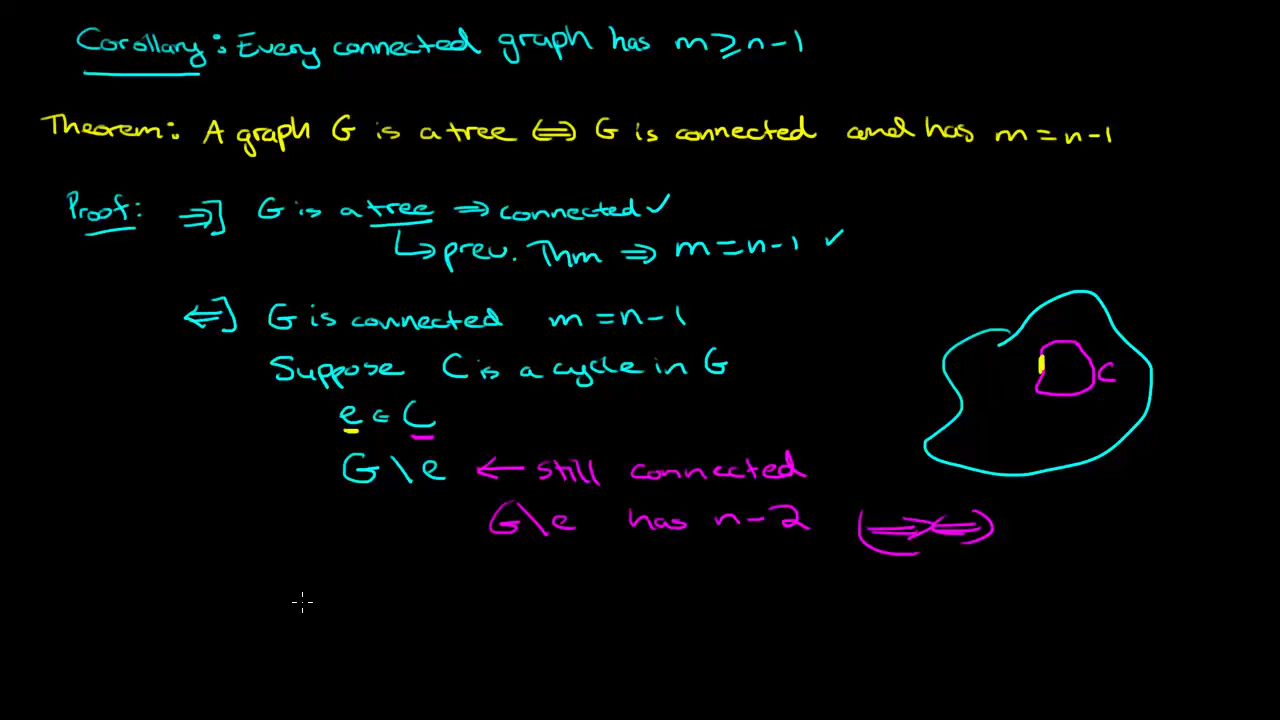 Corollary: Every connected graph has m ≥ n-1
Theorem: A graph G is a tree ⟺ G is connected and has m = n-1
Proof: ⇒] G is a tree ⇒ connected ✓
↳ prev. Thm ⇒ m = n-1 ✓
⇐] G is connected m = n-1
Suppose C is a cycle in G
C
e ∈ C
G \ e ← still connected
G \ e has n-2 (⇒⇐)